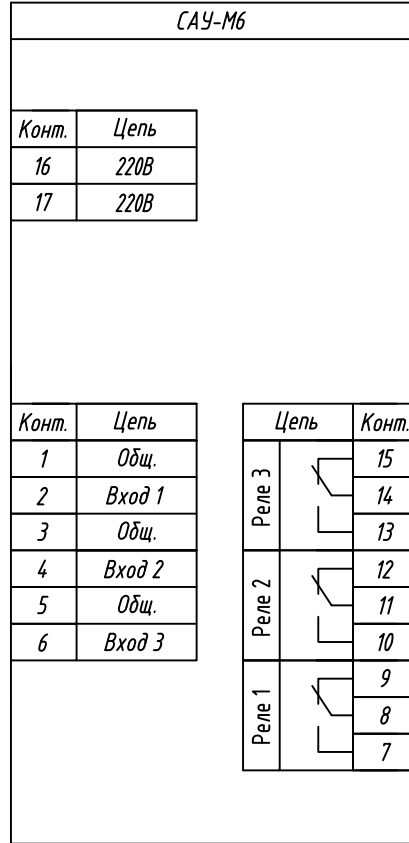 САУ-М6
Конт. Цепь
16 220В
17 220В
Конт. Цепь
1 Общ.
2 Вход 1
3 Общ.
4 Вход 2
5 Общ.
6 Вход 3
Цепь Конт.
Реле 3
15
14
13
Реле 2
12
11
10
Реле 1
9
8
7